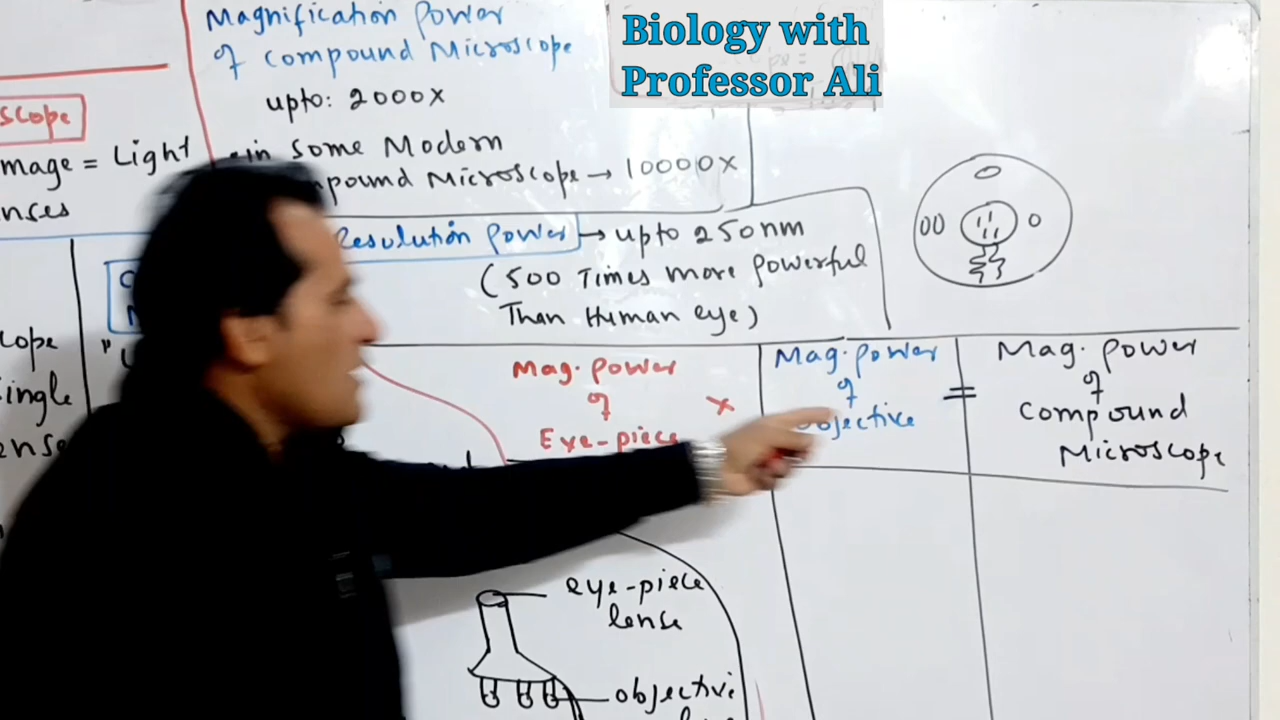 Biology with
Professor Ali
Magnification Power
of compound Microscope
upto: 2000X
in some Modern
Microscope → 10000X
scope
mage = Light
nses
Resolution power → upto 250nm
(500 Times more powerful
Than Human eye)
cope
ingle
ense
Mag. power
of
Eye-piece
x
Mag. power
of
objective
=
Mag. power
of
Compound
Microscope
eye-piece
lense
objective